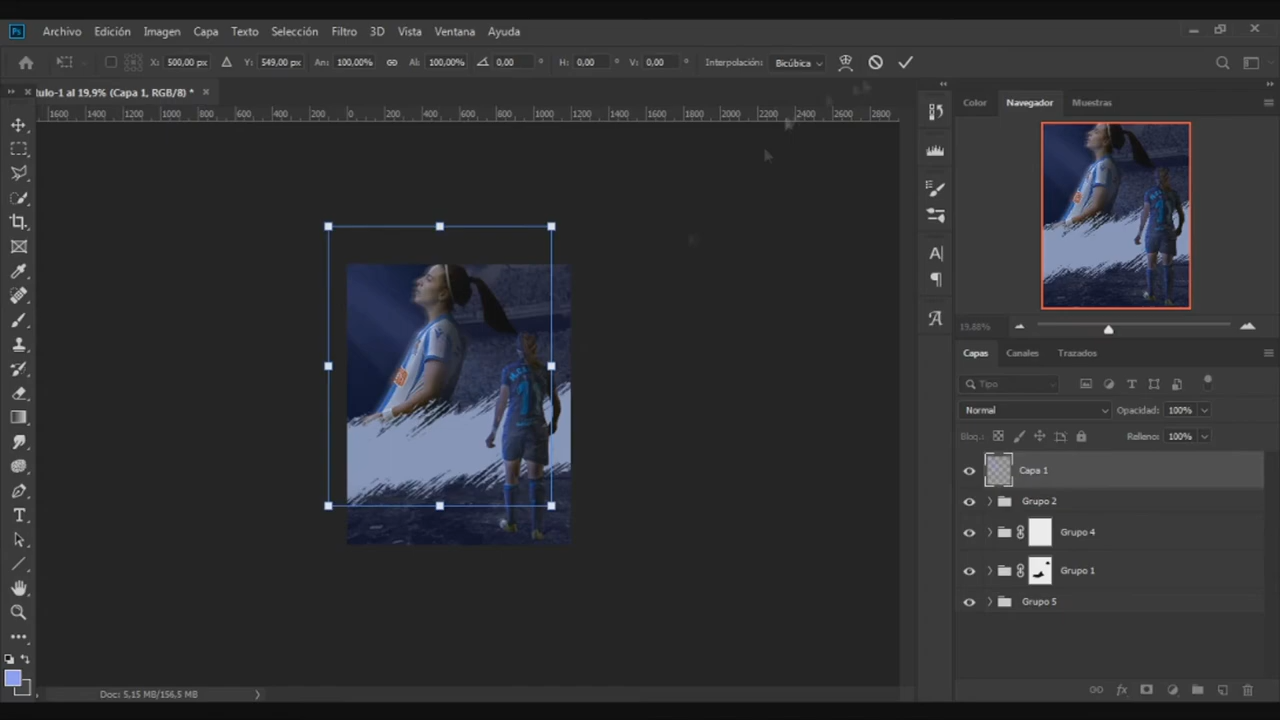 Ps Archivo Edición Imagen Capa Texto Selección Filtro 3D Vista Ventana Ayuda
X: 500,00 px Y: 549,00 px An: 100,00% Al: 100,00% 0,00 ° H: 0,00 ° V: 0,00 ° Interpolación: Bicúbica
tulo-1 al 19,9% (Capa 1, RGB/8) * ×
1600 1400 1200 1000 800 600 400 200 0 200 400 600 800 1000 1200 1400 1600 1800 2000 2200 2400 2600 2800
Color Navegador Muestras
19.88%
Capas Canales Trazados
Tipo
Normal Opacidad: 100%
Bloq.: Relleno: 100%
Capa 1
Grupo 2
Grupo 4
Grupo 1
Grupo 5
Doc: 5,15 MB/156,5 MB